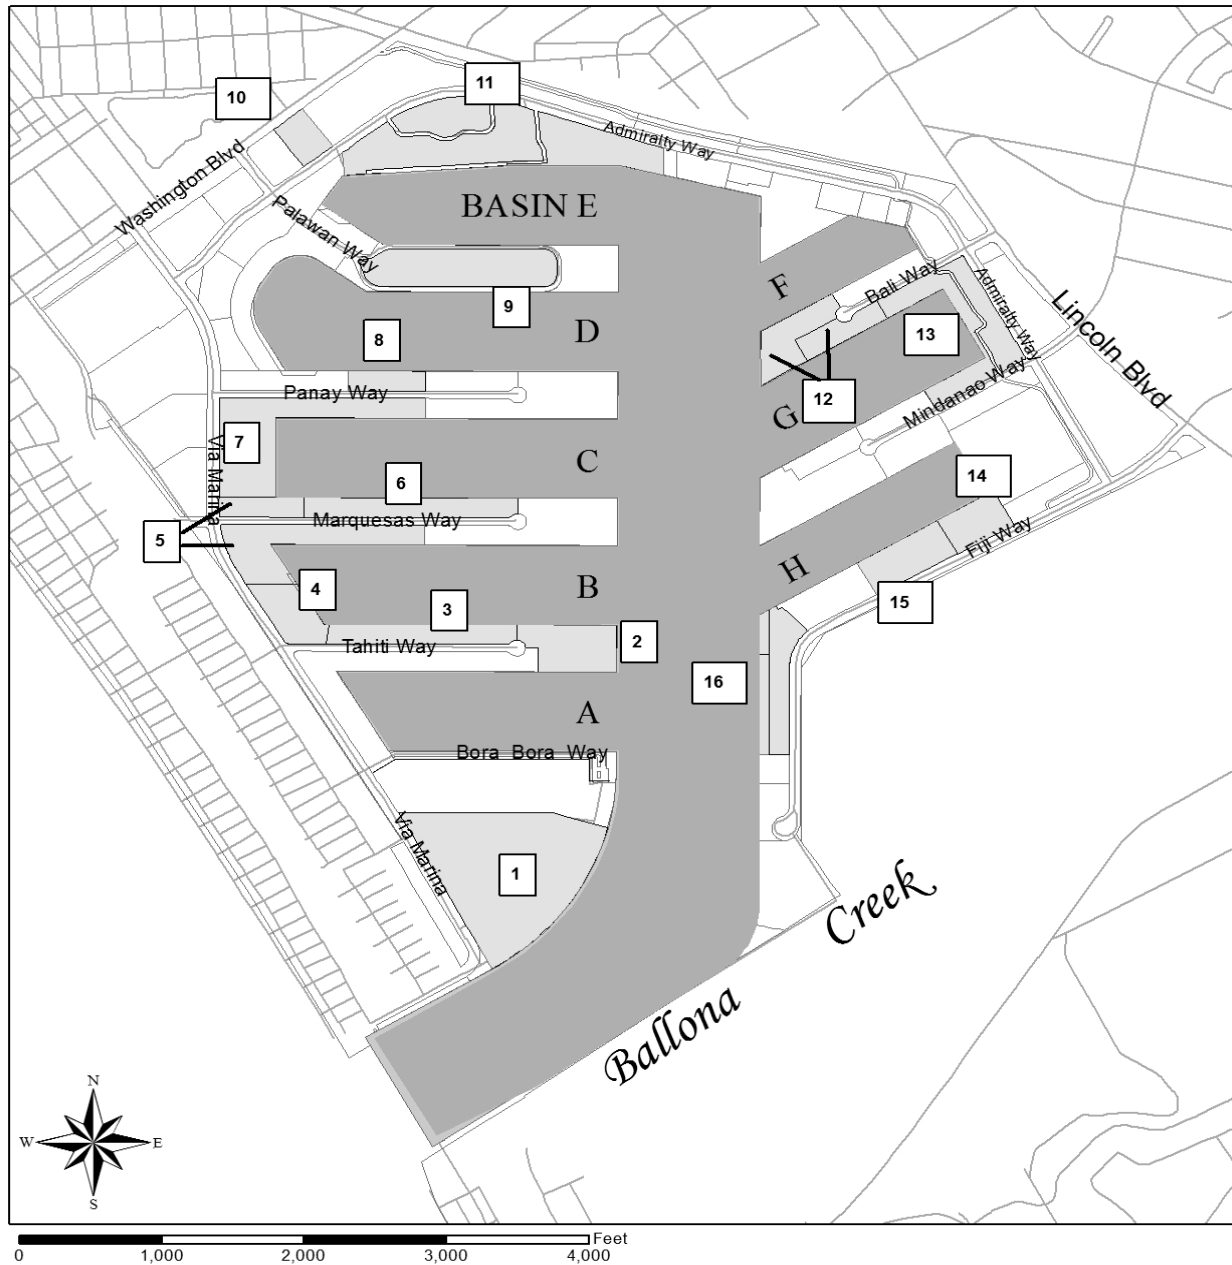 10
11
Washington Blvd
Admiralty Way
BASIN E
Palawan Way
F
Bali Way
Admiralty Way
Lincoln Blvd
9
D
8
13
12
Panay Way
G
Mindanao Way
7
Via Marina
C
6
14
Marquesas Way
5
Fiji Way
4
B
H
3
15
2
Tahiti Way
16
A
Bora Bora Way
Via Marina
1
Creek
Ballona
N
W
E
S
Feet
0
1,000
2,000
3,000
4,000